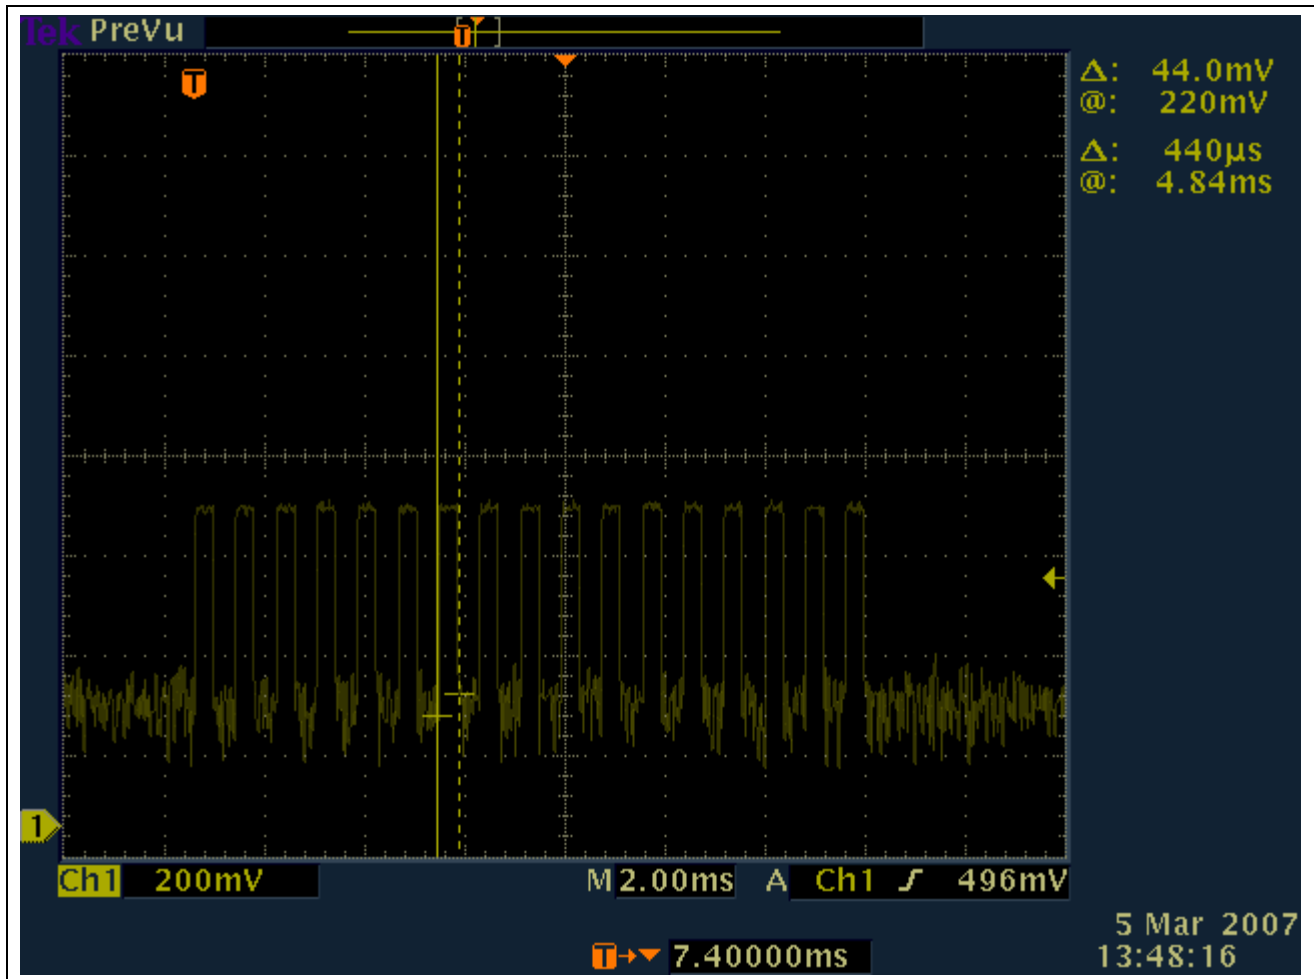 Tek PreVu
T
T
Δ: 44.0mV
@: 220mV
Δ: 440µs
@: 4.84ms
1
Ch1 200mV M 2.00ms A Ch1 496mV
T 7.40000ms
5 Mar 2007
13:48:16